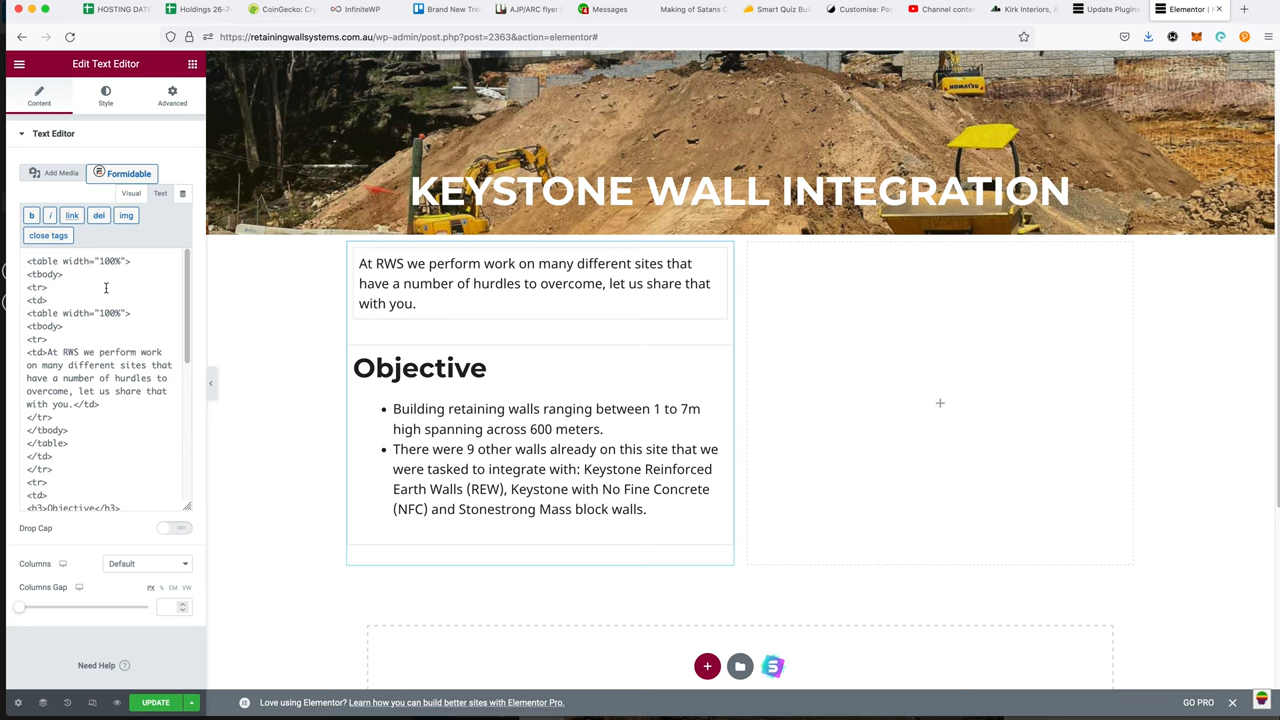 HOSTING DATE
Holdings 26-7-
CoinGecko: Cry
InfiniteWP
Brand New Trel
AJP/ARC flyer
Messages
Making of Satans C
Smart Quiz Bui
Customise: Pac
Channel conten
Kirk Interiors, A
Update Plugins
Elementor | K
https://retainingwallsystems.com.au/wp-admin/post.php?post=2363&action=elementor#
Edit Text Editor
Content
Style
Advanced
Text Editor
Add Media
Formidable
Visual
Text
b
i
link
del
img
close tags
<table width="100%">
<tbody>
<tr>
<td>
<table width="100%">
<tbody>
<tr>
<td>At RWS we perform work
on many different sites that
have a number of hurdles to
overcome, let us share that
with you.</td>
</tr>
</tbody>
</table>
</td>
</tr>
<tr>
<td>
<h3>Objective</h3>
Drop Cap
OFF
Columns
Default
Columns Gap
PX % EM VW
Need Help
?
UPDATE
KOMATSU
KEYSTONE WALL INTEGRATION
At RWS we perform work on many different sites that
have a number of hurdles to overcome, let us share that
with you.
Objective
• Building retaining walls ranging between 1 to 7m
high spanning across 600 meters.
• There were 9 other walls already on this site that we
were tasked to integrate with: Keystone Reinforced
Earth Walls (REW), Keystone with No Fine Concrete
(NFC) and Stonestrong Mass block walls.
Love using Elementor? Learn how you can build better sites with Elementor Pro.
GO PRO